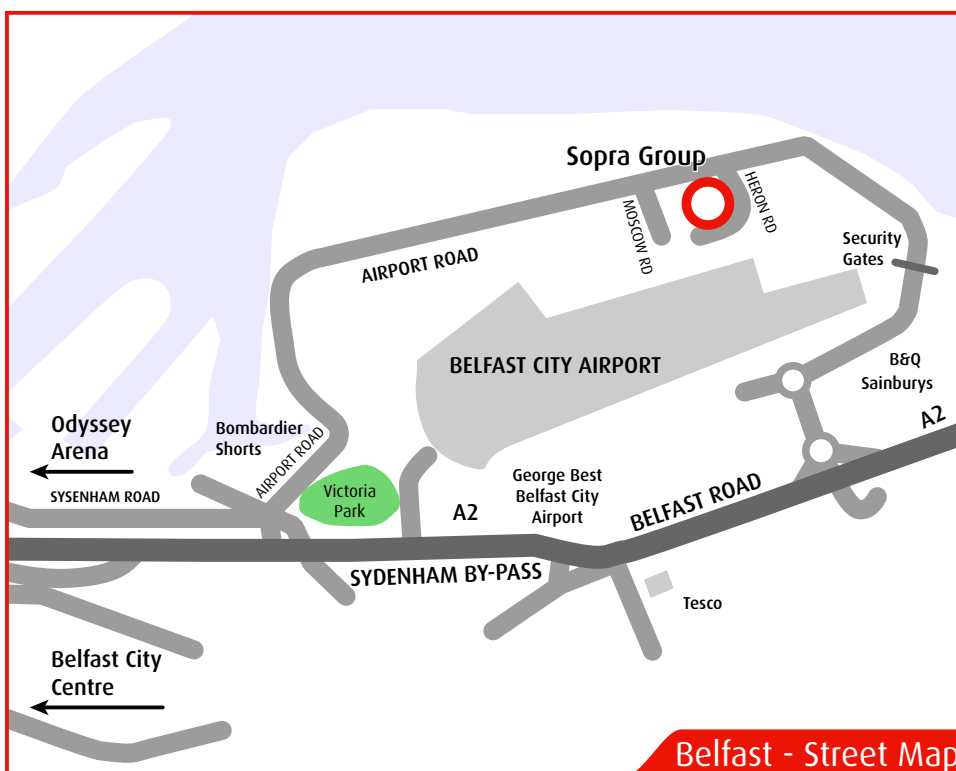 Sopra Group
HERON RD
MOSCOW RD
Security
Gates
AIRPORT ROAD
BELFAST CITY AIRPORT
B&Q
Sainburys
A2
Odyssey
Arena
Bombardier
Shorts
AIRPORT ROAD
SYSENHAM ROAD
Victoria
Park
A2
George Best
Belfast City
Airport
BELFAST ROAD
SYDENHAM BY-PASS
Tesco
Belfast City
Centre
Belfast - Street Map